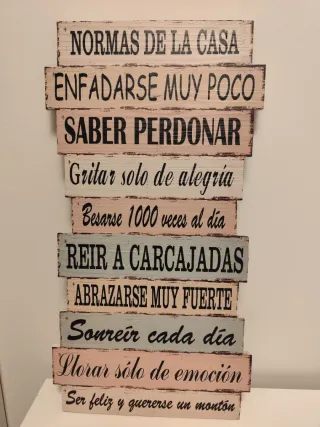 NORMAS DE LA CASA
ENFADARSE MUY POCO
SABER PERDONAR
Gritar solo de alegría
Besarse 1000 veces al día
REIR A CARCAJADAS
ABRAZARSE MUY FUERTE
Sonreír cada día
Llorar sólo de emoción
Ser feliz y quererse un montón